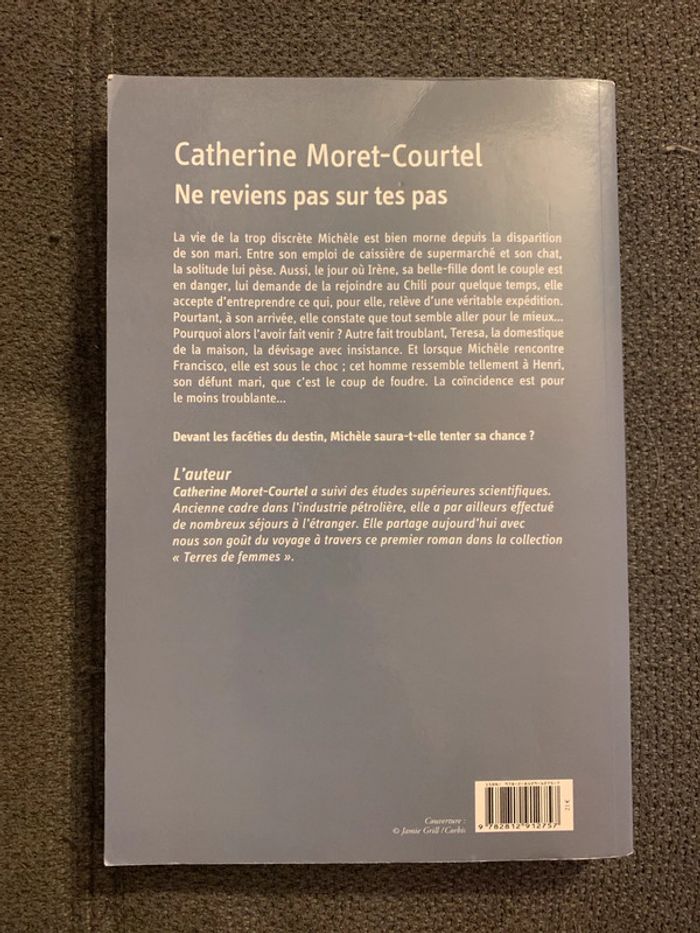 Catherine Moret-Courtel
Ne reviens pas sur tes pas
La vie de la trop discrète Michèle est bien morne depuis la disparition
de son mari. Entre son emploi de caissière de supermarché et son chat,
la solitude lui pèse. Aussi, le jour où Irène, sa belle-fille dont le couple est
en danger, lui demande de la rejoindre au Chili pour quelque temps, elle
accepte d'entreprendre ce qui, pour elle, relève d'une véritable expédition.
Pourtant, à son arrivée, elle constate que tout semble aller pour le mieux...
Pourquoi alors l'avoir fait venir ? Autre fait troublant, Teresa, la domestique
de la maison, la dévisage avec insistance. Et lorsque Michèle rencontre
Francisco, elle est sous le choc ; cet homme ressemble tellement à Henri,
son défunt mari, que c'est le coup de foudre. La coïncidence est pour
le moins troublante...
Devant les facéties du destin, Michèle saura-t-elle tenter sa chance ?
L'auteur
Catherine Moret-Courtel a suivi des études supérieures scientifiques.
Ancienne cadre dans l'industrie pétrolière, elle a par ailleurs effectué
de nombreux séjours à l'étranger. Elle partage aujourd'hui avec
nous son goût du voyage à travers ce premier roman dans la collection
« Terres de femmes ».
Couverture :
© Jamie Grill /Corbis
9 782812 912757
21 €